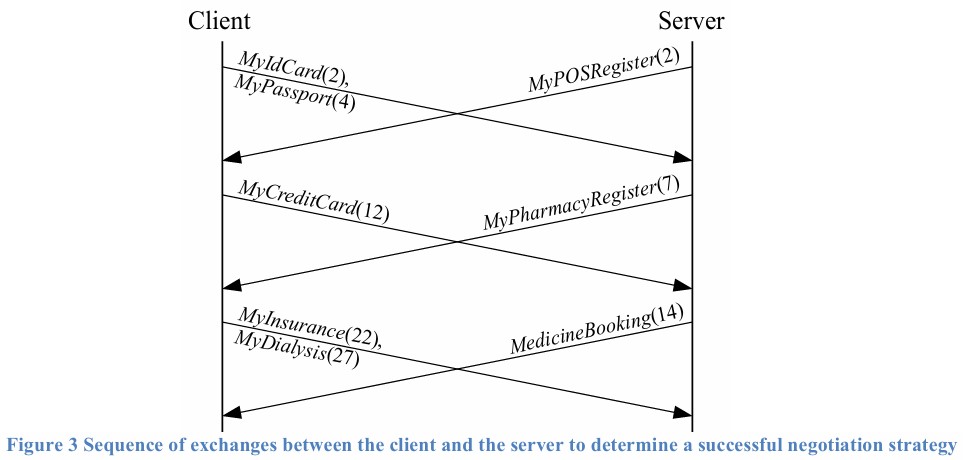 Client
Server
MyIdCard(2),
MyPassport(4)
MyPOSRegister(2)
MyCreditCard(12)
MyPharmacyRegister(7)
MyInsurance(22),
MyDialysis(27)
MedicineBooking(14)
Figure 3 Sequence of exchanges between the client and the server to determine a successful negotiation strategy